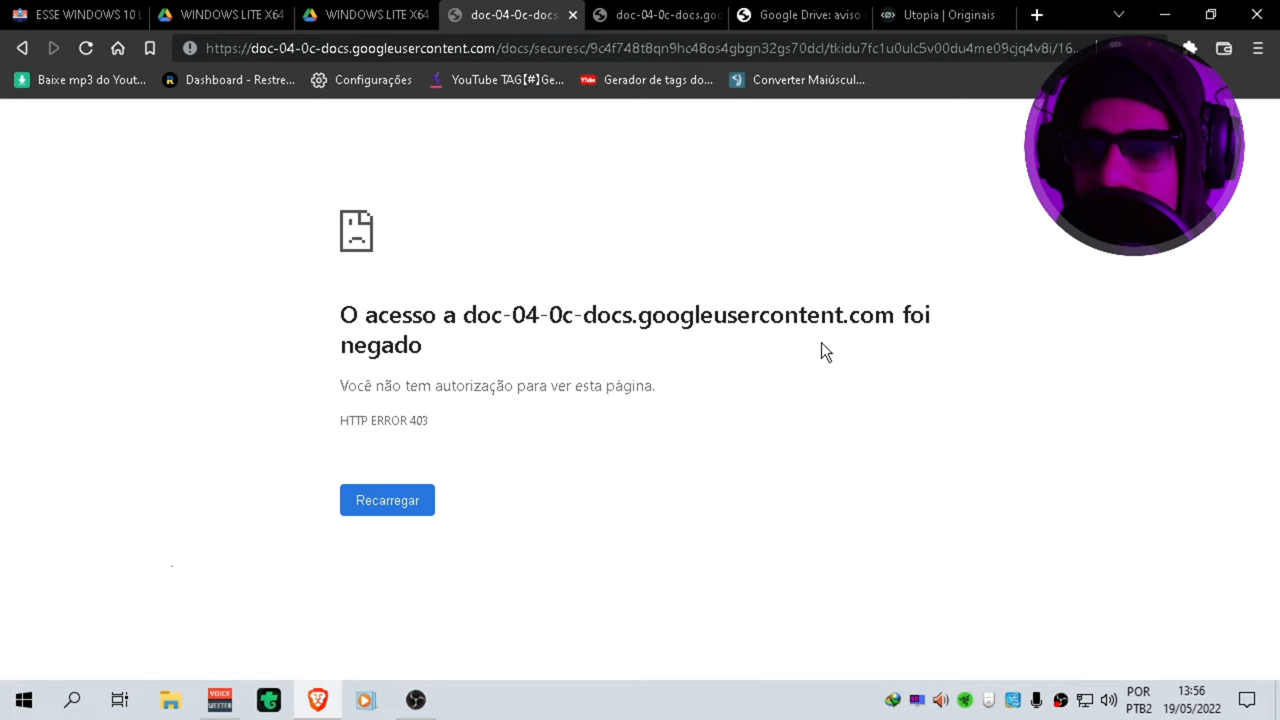 ESSE WINDOWS 10 L
WINDOWS LITE X64
WINDOWS LITE X64
doc-04-0c-docs.
doc-04-0c-docs.goo
Google Drive: aviso
Utopia | Originais
https://doc-04-0c-docs.googleusercontent.com/docs/securesc/9c4f748t8qn9hc48os4gbgn32gs70dcl/tkidu7fc1u0ulc5v00du4me09cjq4v8i/16...
Baixe mp3 do Yout...
Dashboard - Restre...
Configurações
YouTube TAG【#】Ge...
Gerador de tags do...
Converter Maiúscul...
O acesso a doc-04-0c-docs.googleusercontent.com foi
negado
Você não tem autorização para ver esta página.
HTTP ERROR 403
Recarregar
VOICE
MEETER
POR
PTB2
13:56
19/05/2022